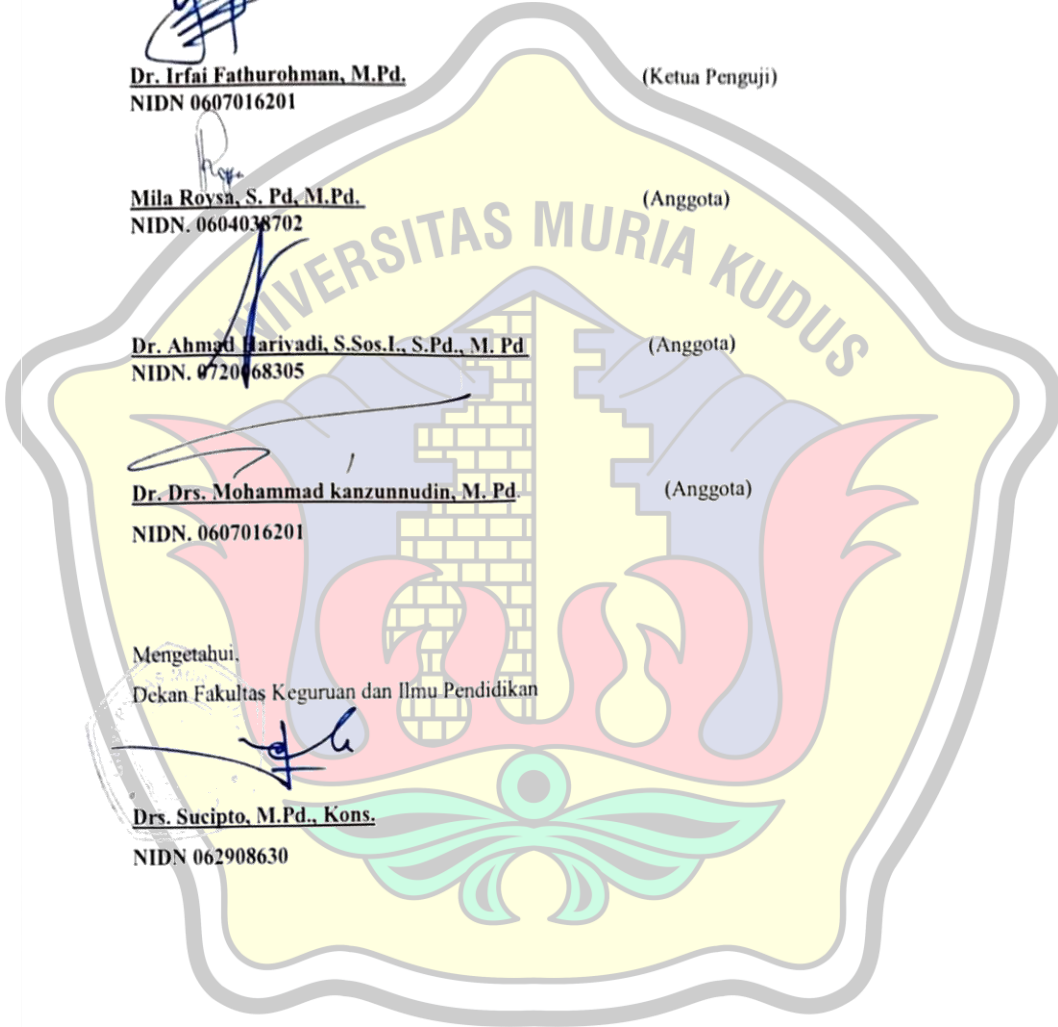 Dr. Irfai Fathurohman, M.Pd. (Ketua Penguji)
NIDN 0607016201
Mila Roysa, S. Pd, M.Pd. (Anggota)
NIDN. 0604038702
UNIVERSITAS MURIA KUDUS
Dr. Ahmad Hariyadi, S.Sos.I., S.Pd., M. Pd (Anggota)
NIDN. 0720068305
Dr. Drs. Mohammad kanzunnudin, M. Pd. (Anggota)
NIDN. 0607016201
Mengetahui.
Dekan Fakultas Keguruan dan Ilmu Pendidikan
Drs. Sucipto, M.Pd., Kons.
NIDN 062908630